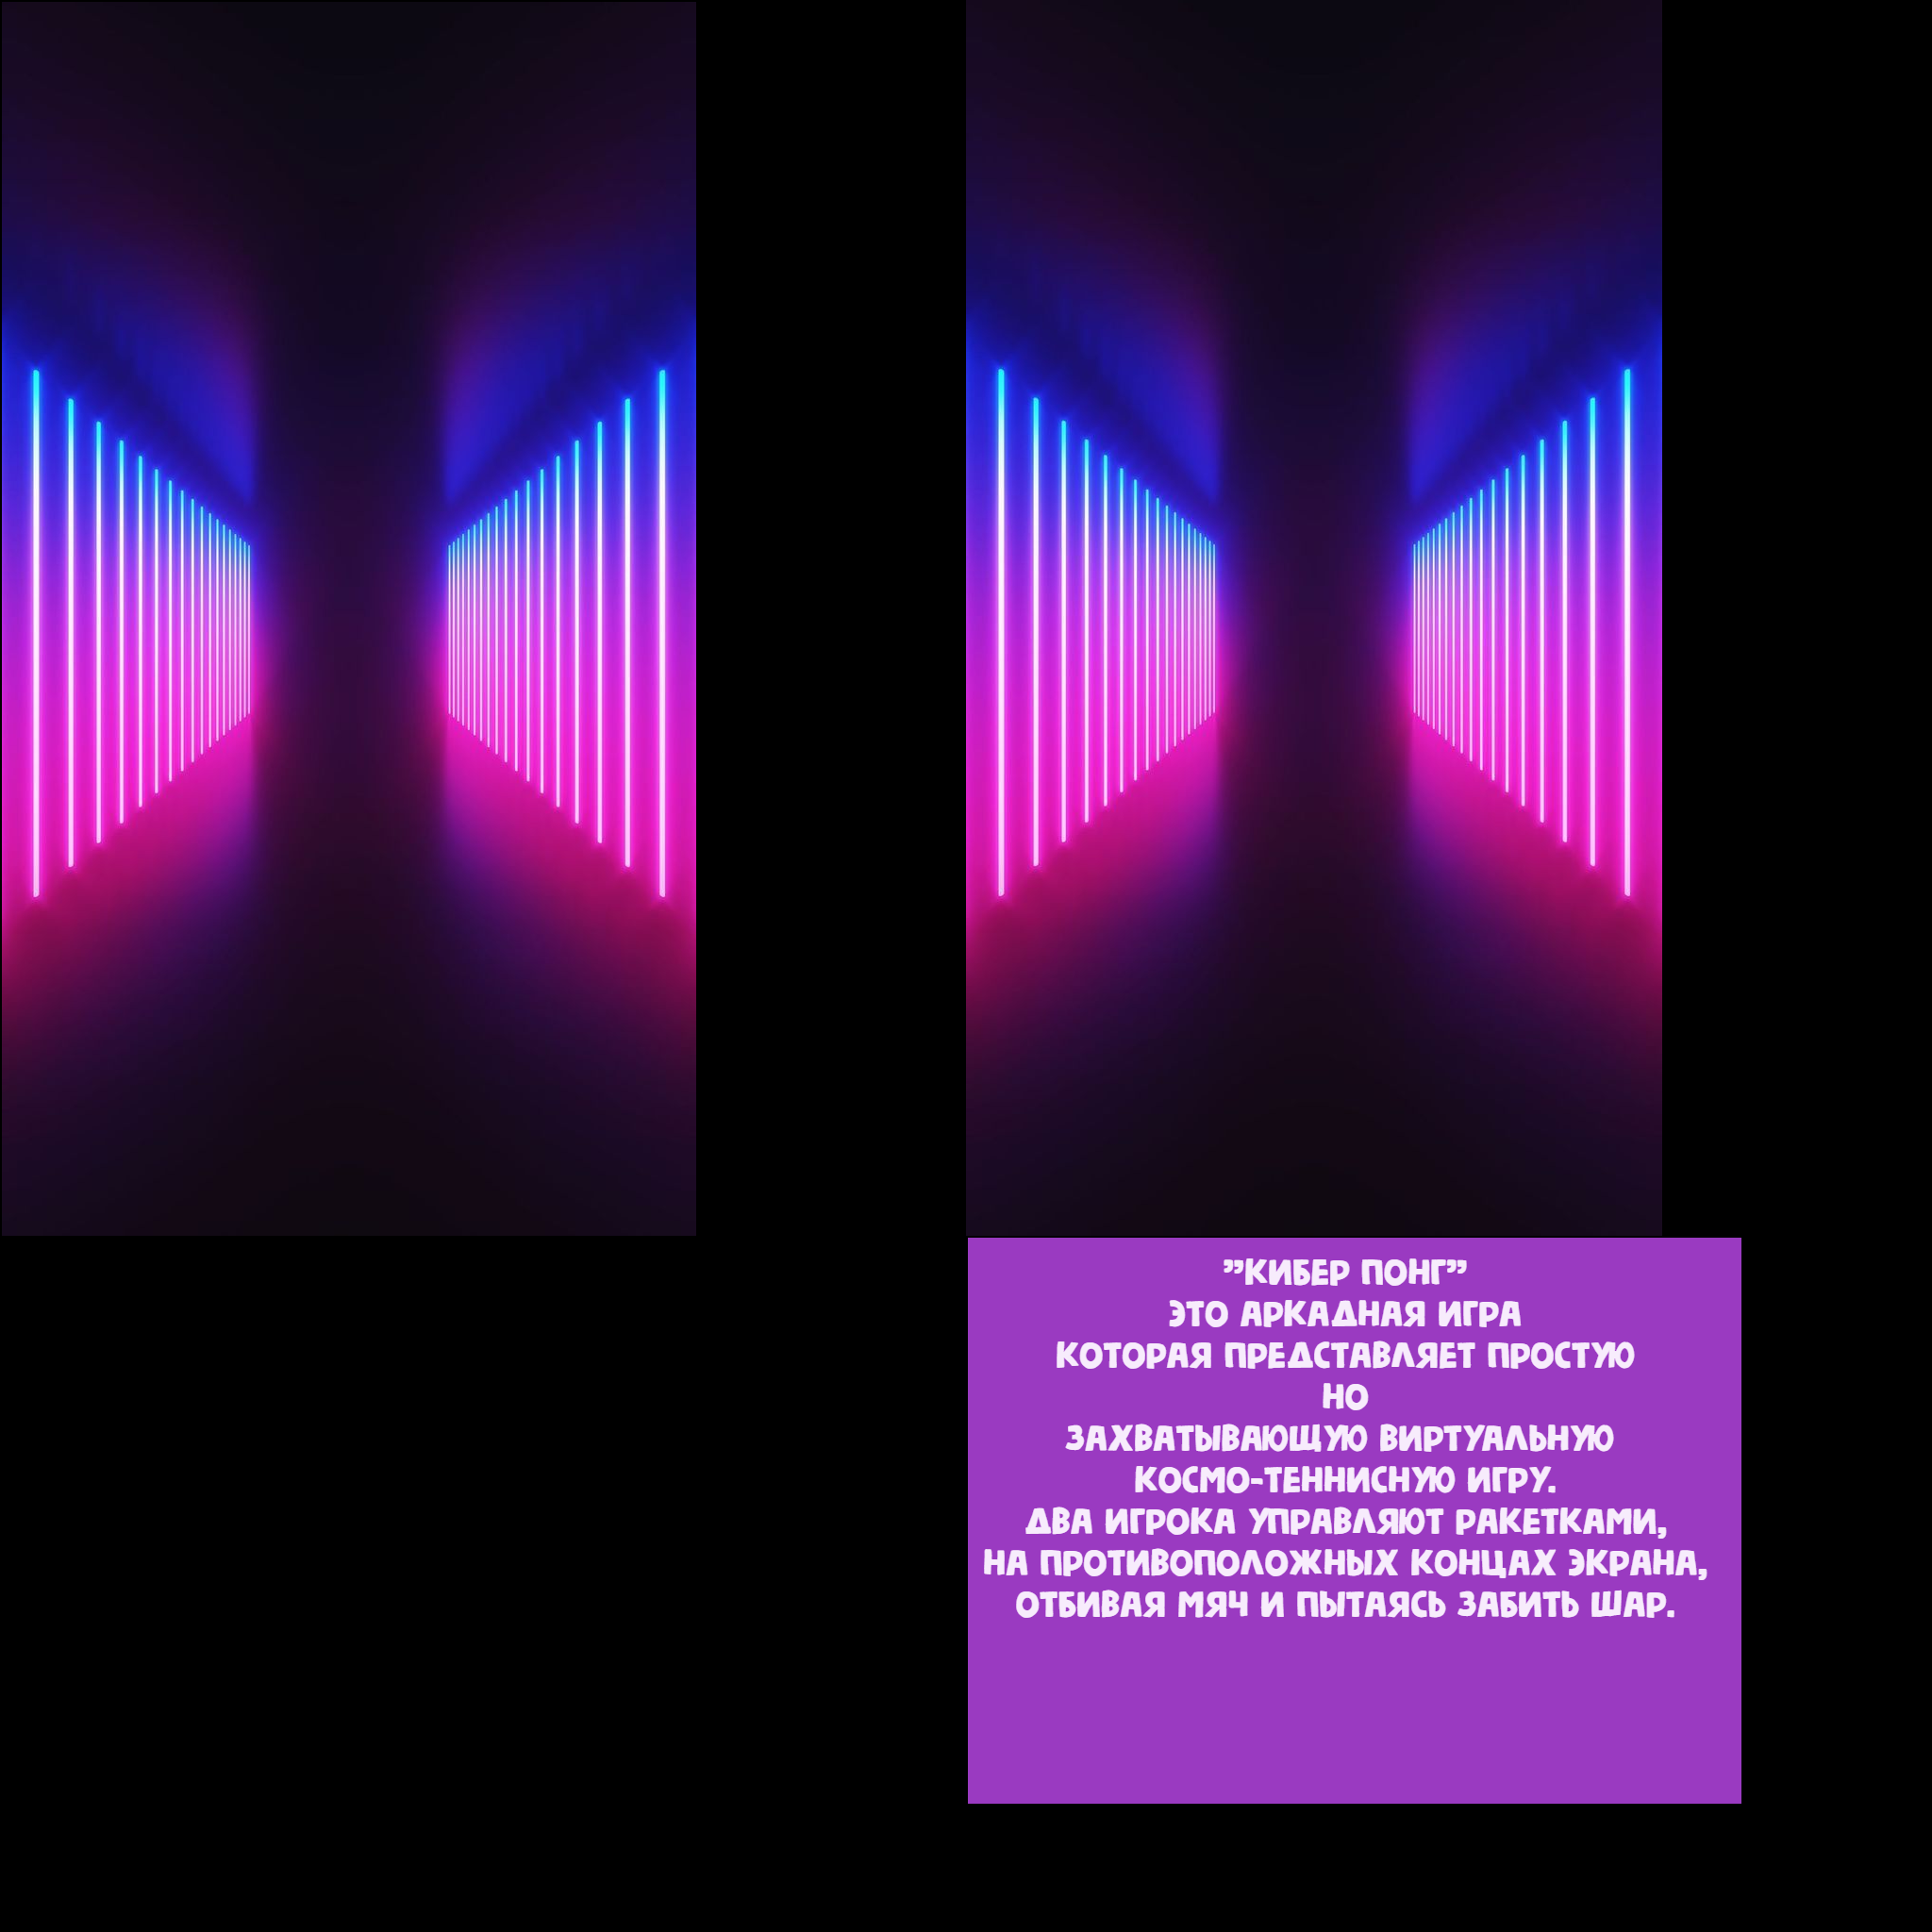 ”КИБЕР ПОНГ”
ЭТО АРКАДНАЯ ИГРА
КОТОРАЯ ПРЕДСТАВЛЯЕТ ПРОСТУЮ
НО
ЗАХВАТЫВАЮЩУЮ ВИРТУАЛЬНУЮ
КОСМО-ТЕННИСНУЮ ИГРУ.
ДВА ИГРОКА УПРАВЛЯЮТ РАКЕТКАМИ,
НА ПРОТИВОПОЛОЖНЫХ КОНЦАХ ЭКРАНА,
ОТБИВАЯ МЯЧ И ПЫТАЯСЬ ЗАБИТЬ ШАР.